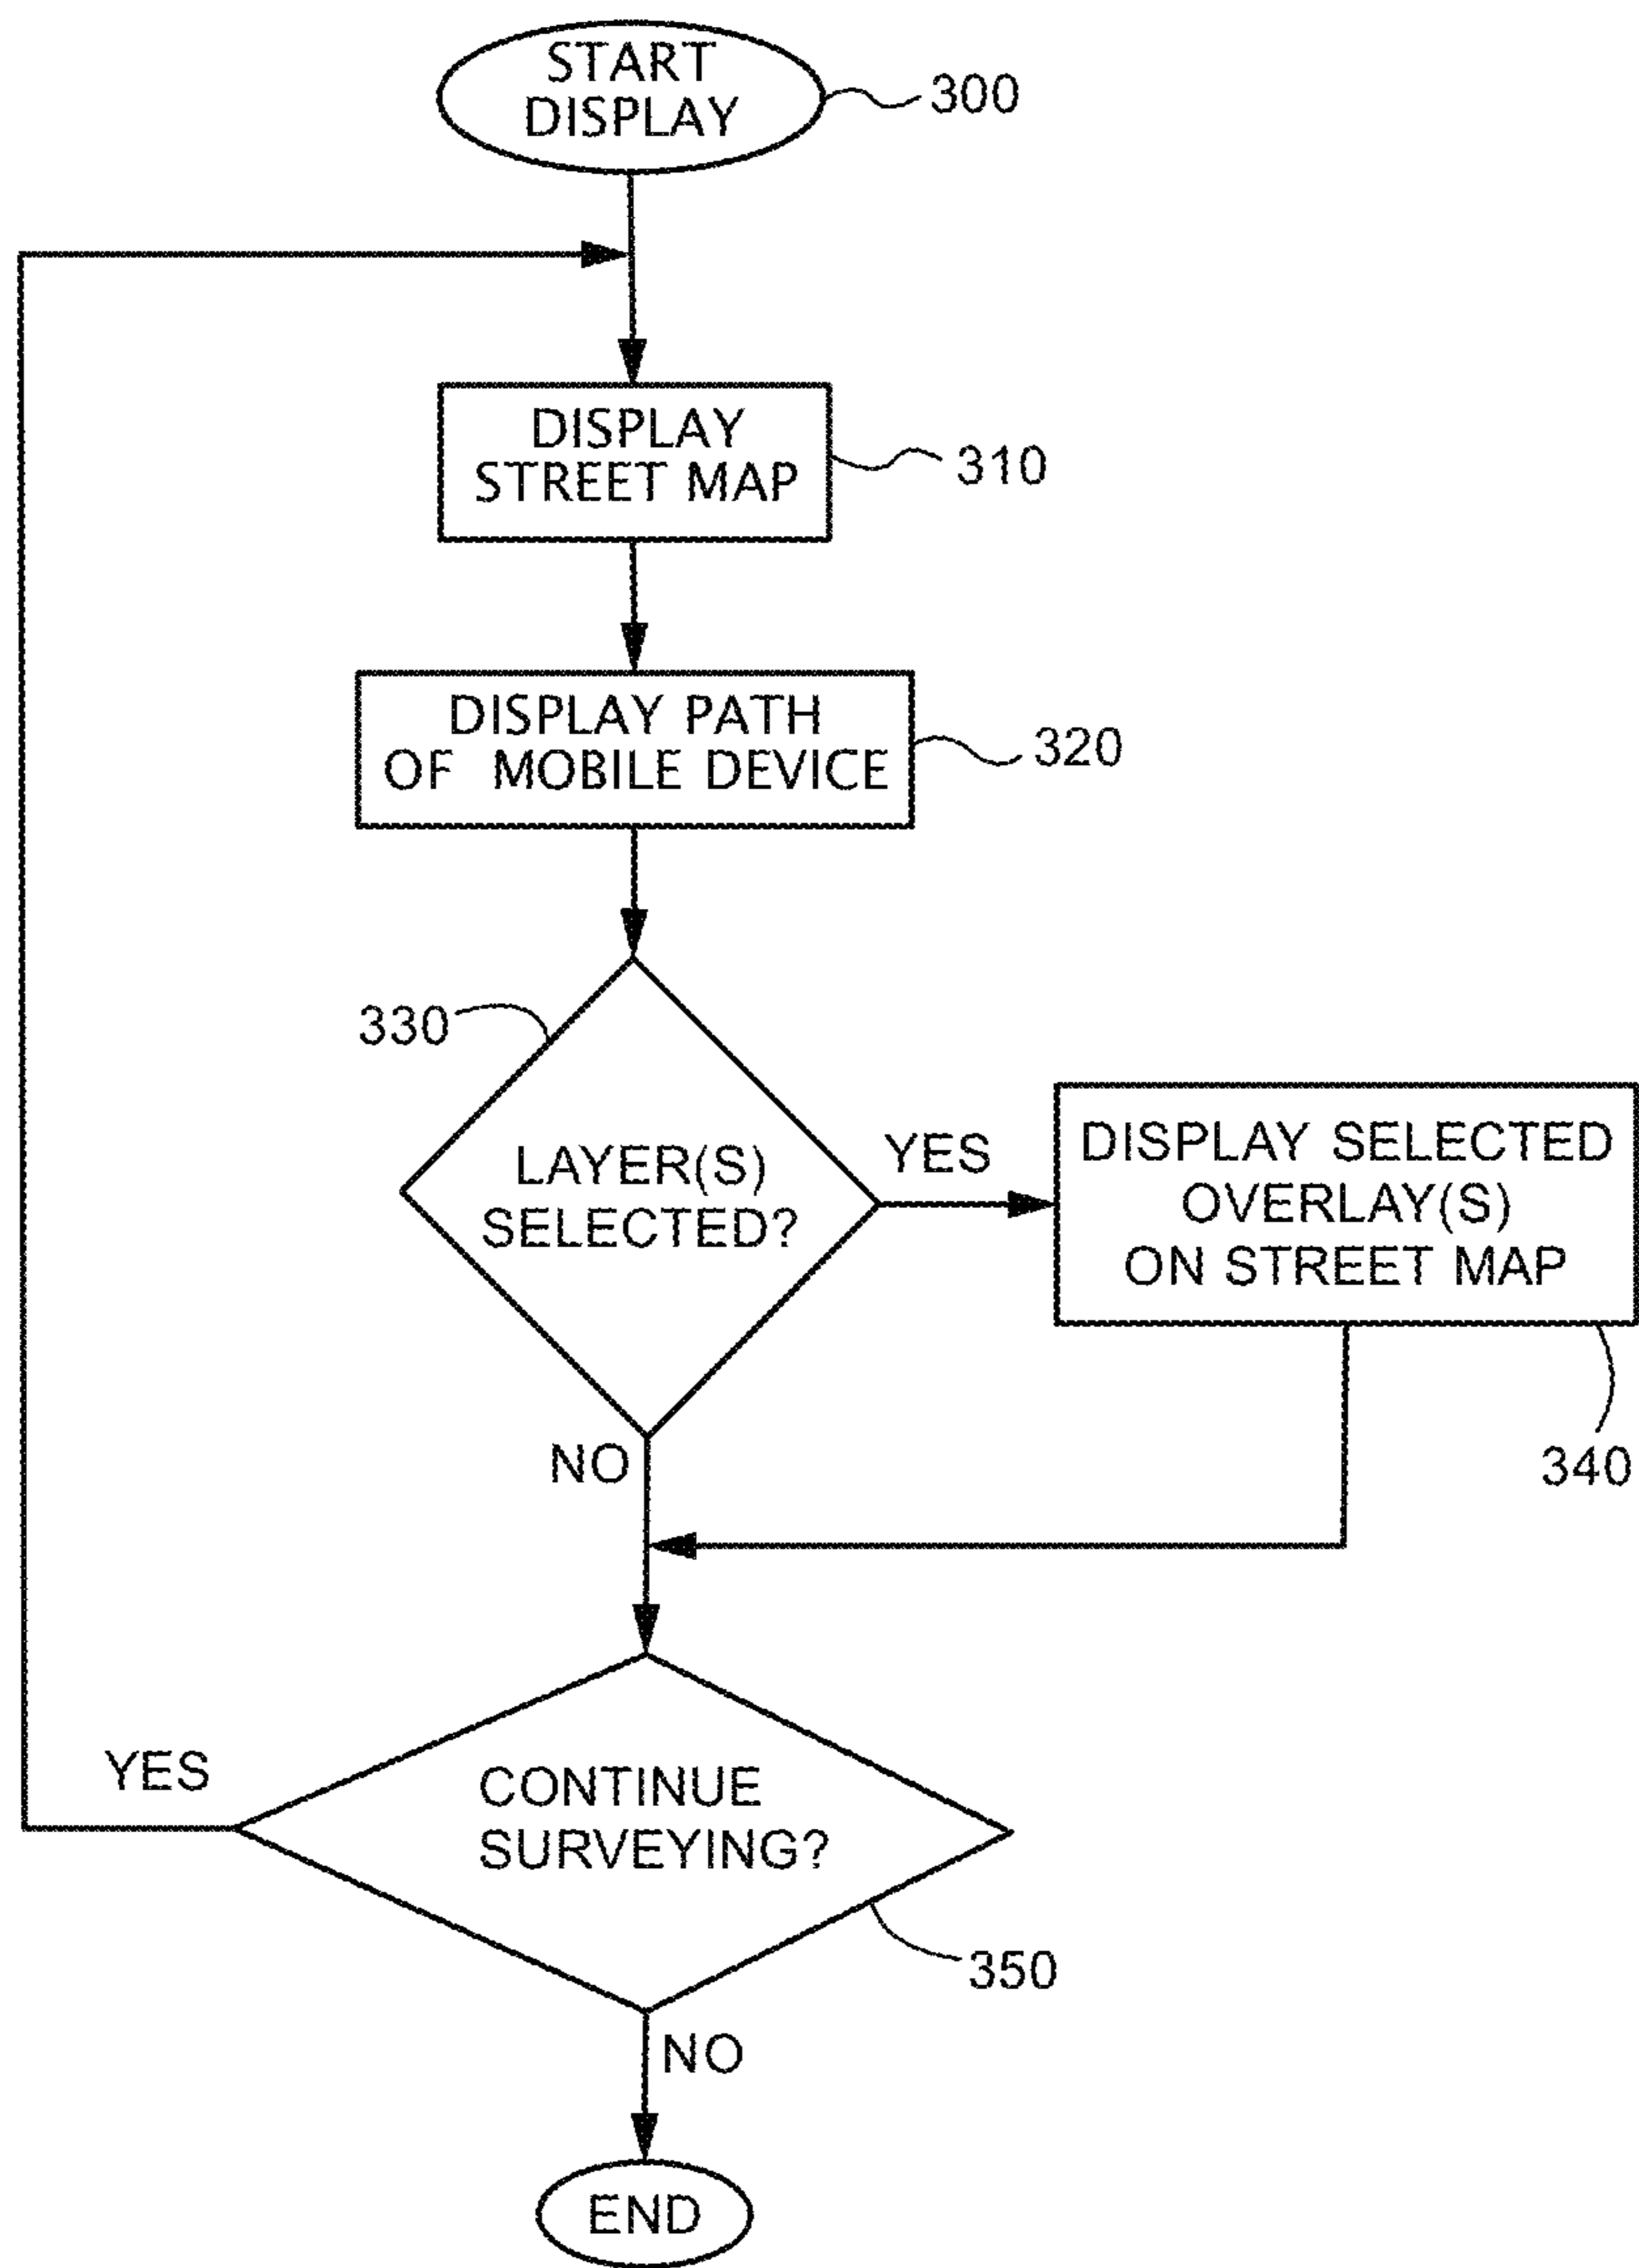 START
DISPLAY
300
DISPLAY
STREET MAP
310
DISPLAY PATH
OF MOBILE DEVICE
320
330
LAYER(S)
SELECTED?
YES
DISPLAY SELECTED
OVERLAY(S)
ON STREET MAP
340
NO
YES
CONTINUE
SURVEYING?
350
NO
END